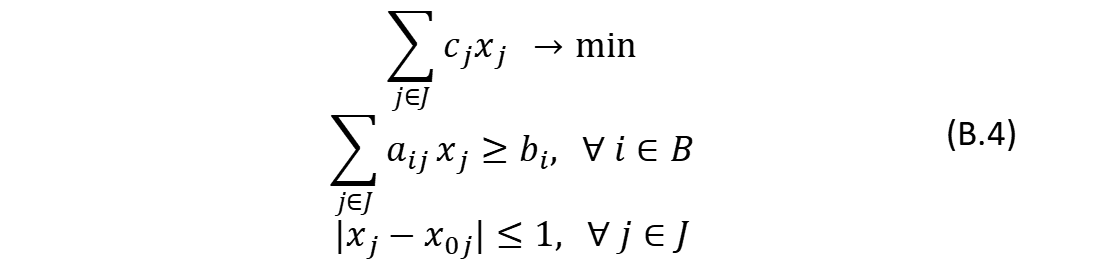 ∑_{j∈J} c_j x_j → min
∑_{j∈J} a_{ij} x_j ≥ b_i, ∀ i ∈ B (B.4)
|x_j − x_{0j}| ≤ 1, ∀ j ∈ J